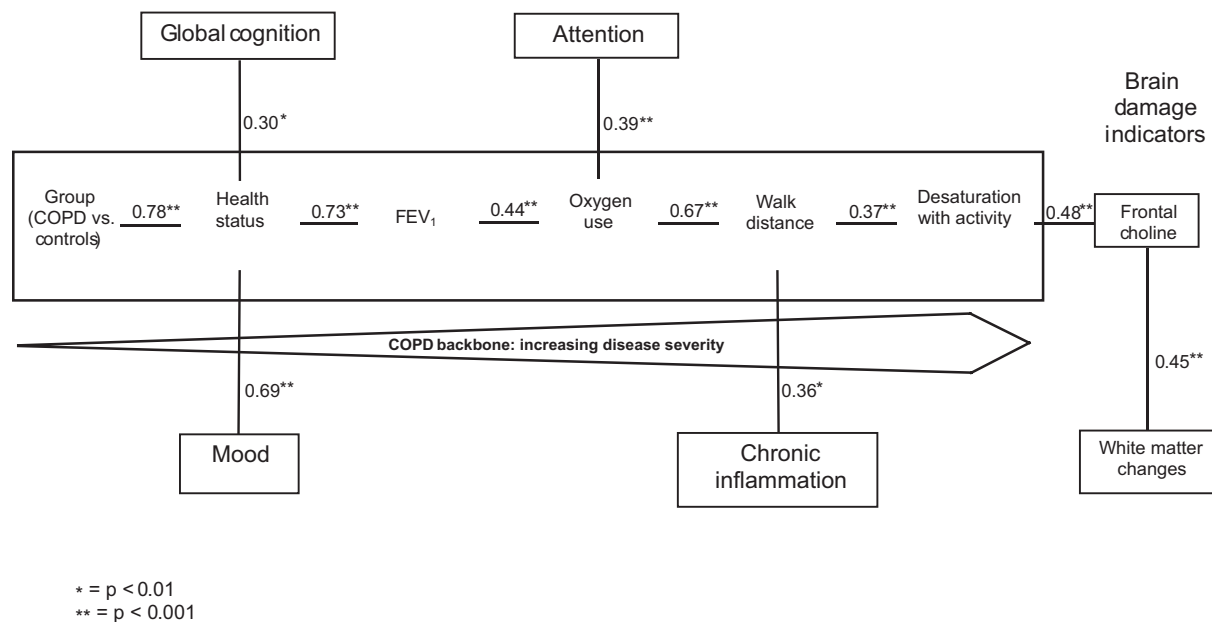 Global cognition
Attention
Brain
damage
indicators
0.30*
0.39**
Group
(COPD vs.
controls)
0.78**
Health
status
0.73**
FEV₁
0.44**
Oxygen
use
0.67**
Walk
distance
0.37**
Desaturation
with activity
0.48**
Frontal
choline
COPD backbone: increasing disease severity
0.69**
0.36*
0.45**
Mood
Chronic
inflammation
White matter
changes
* = p < 0.01
** = p < 0.001